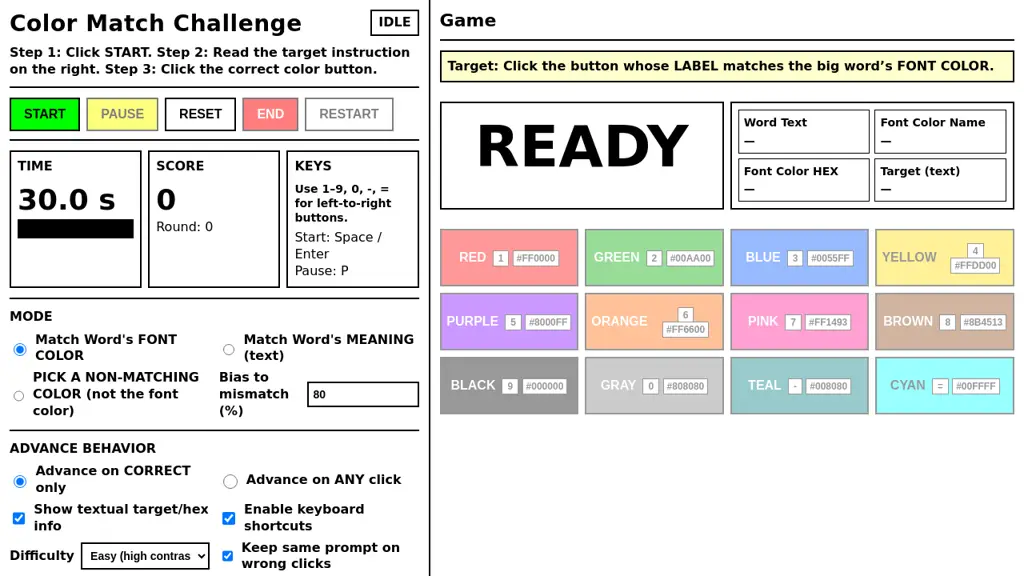 Color Match Challenge
IDLE
Step 1: Click START. Step 2: Read the target instruction
on the right. Step 3: Click the correct color button.
START
PAUSE
RESET
END
RESTART
TIME
30.0 s
SCORE
0
Round: 0
KEYS
Use 1–9, 0, -, =
for left-to-right
buttons.
Start: Space /
Enter
Pause: P
MODE
Match Word's FONT
COLOR
Match Word's MEANING
(text)
PICK A NON-MATCHING
COLOR (not the font
color)
Bias to
mismatch
(%)
80
ADVANCE BEHAVIOR
Advance on CORRECT
only
Advance on ANY click
Show textual target/hex
info
Enable keyboard
shortcuts
Difficulty
Easy (high contras
Keep same prompt on
wrong clicks
Game
Target: Click the button whose LABEL matches the big word’s FONT COLOR.
READY
Word Text
—
Font Color Name
—
Font Color HEX
—
Target (text)
—
RED 1 #FF0000
GREEN 2 #00AA00
BLUE 3 #0055FF
YELLOW 4 #FFDD00
PURPLE 5 #8000FF
ORANGE 6 #FF6600
PINK 7 #FF1493
BROWN 8 #8B4513
BLACK 9 #000000
GRAY 0 #808080
TEAL - #008080
CYAN = #00FFFF